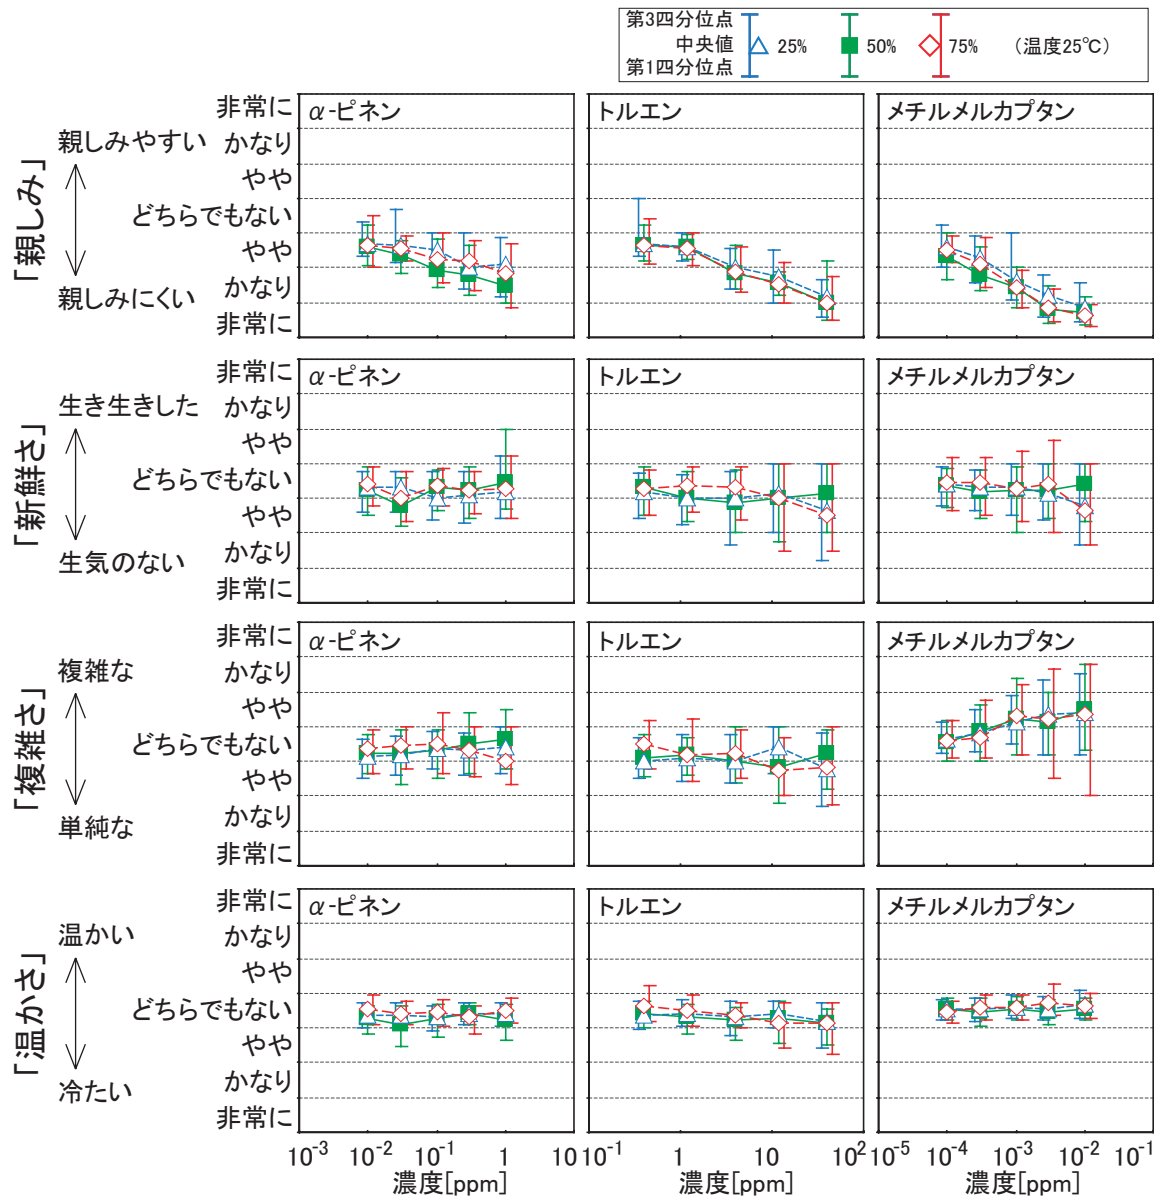 第3四分位点
中央値 25% 50% 75% （温度25℃）
第1四分位点
「親しみ」
親しみやすい
親しみにくい
非常に
かなり
やや
どちらでもない
やや
かなり
非常に
α-ピネン トルエン メチルメルカプタン
「新鮮さ」
生き生きした
生気のない
非常に
かなり
やや
どちらでもない
やや
かなり
非常に
α-ピネン トルエン メチルメルカプタン
「複雑さ」
複雑な
単純な
非常に
かなり
やや
どちらでもない
やや
かなり
非常に
α-ピネン トルエン メチルメルカプタン
「温かさ」
温かい
冷たい
非常に
かなり
やや
どちらでもない
やや
かなり
非常に
α-ピネン トルエン メチルメルカプタン
10⁻³ 10⁻² 10⁻¹ 1 10 10⁻¹ 1 10 10² 10⁻⁵ 10⁻⁴ 10⁻³ 10⁻² 10⁻¹
濃度[ppm] 濃度[ppm] 濃度[ppm]